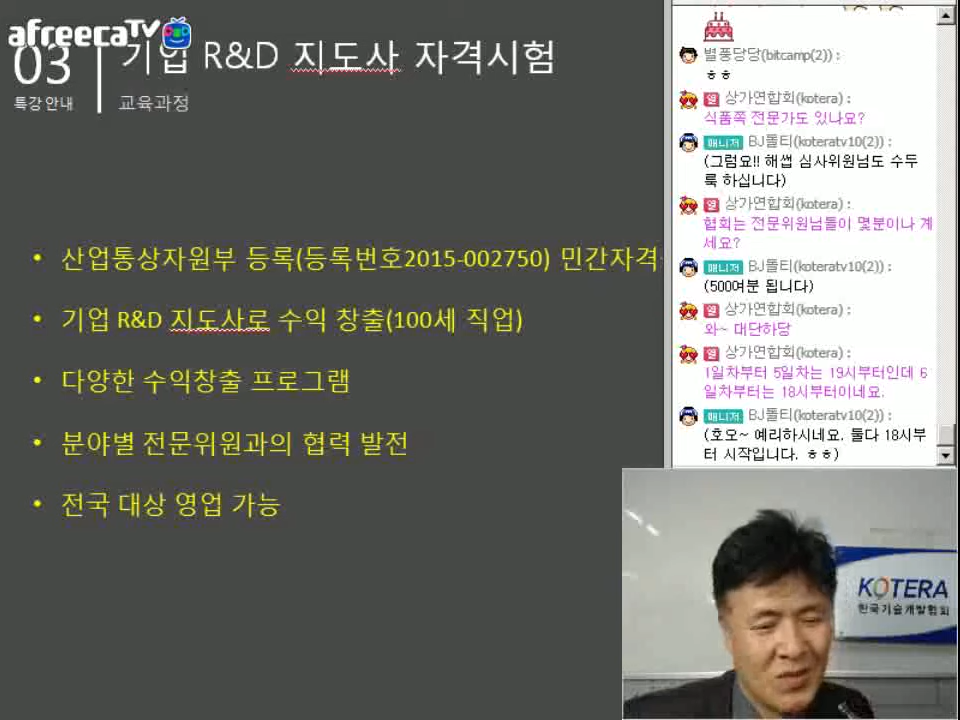 afreecaTV
03
기업 R&D 지도사 자격시험
특강 안내
교육과정
• 산업통상자원부 등록(등록번호2015-002750) 민간자격
• 기업 R&D 지도사로 수익 창출(100세 직업)
• 다양한 수익창출 프로그램
• 분야별 전문위원과의 협력 발전
• 전국 대상 영업 가능
별풍당당(bitcamp(2)) :
ㅎㅎ
열 상가연합회(kotera) :
식품쪽 전문가도 있나요?
매니저 BJ톨티(koteratv10(2)) :
(그럼요!! 해썹 심사위원님도 수두
룩 하십니다)
열 상가연합회(kotera) :
협회는 전문위원님들이 몇분이나 계
세요?
매니저 BJ톨티(koteratv10(2)) :
(500여분 됩니다)
열 상가연합회(kotera) :
와~ 대단하당
열 상가연합회(kotera) :
1일차부터 5일차는 19시부터인데 6
일차부터는 18시부터이네요.
매니저 BJ톨티(koteratv10(2)) :
(호오~ 예리하시네요, 둘다 18시부
터 시작입니다. ㅎㅎ)
KOTERA
한국기술개발협회